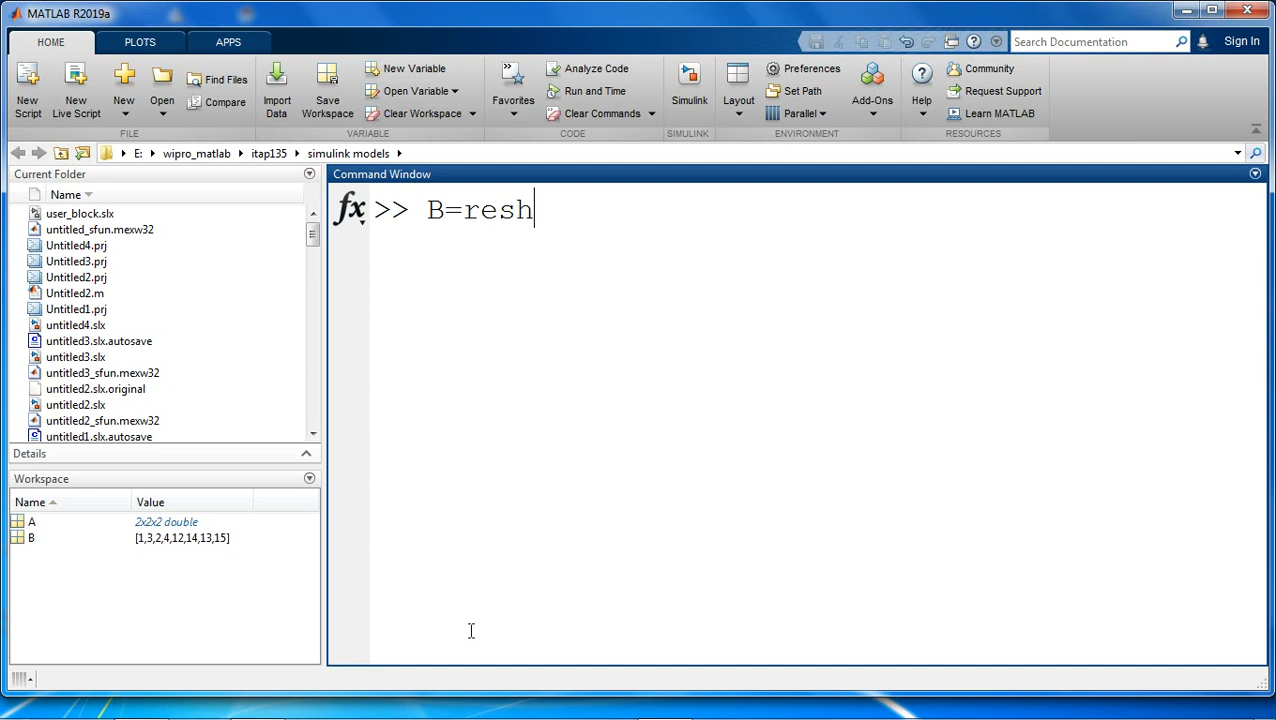 MATLAB R2019a
HOME PLOTS APPS
Search Documentation Sign In
New Script
New Live Script
New
Open
Find Files
Compare
FILE
Import Data
Save Workspace
New Variable
Open Variable
Clear Workspace
VARIABLE
Favorites
Analyze Code
Run and Time
Clear Commands
CODE
Simulink
SIMULINK
Layout
Preferences
Set Path
Parallel
Add-Ons
ENVIRONMENT
Help
Community
Request Support
Learn MATLAB
RESOURCES
E: wipro_matlab itap135 simulink models
Current Folder
Name
user_block.slx
untitled_sfun.mexw32
Untitled4.prj
Untitled3.prj
Untitled2.prj
Untitled2.m
Untitled1.prj
untitled4.slx
untitled3.slx.autosave
untitled3.slx
untitled3_sfun.mexw32
untitled2.slx.original
untitled2.slx
untitled2_sfun.mexw32
untitled1.slx.autosave
Details
Workspace
Name Value
A 2x2x2 double
B [1,3,2,4,12,14,13,15]
Command Window
fx >> B=resh